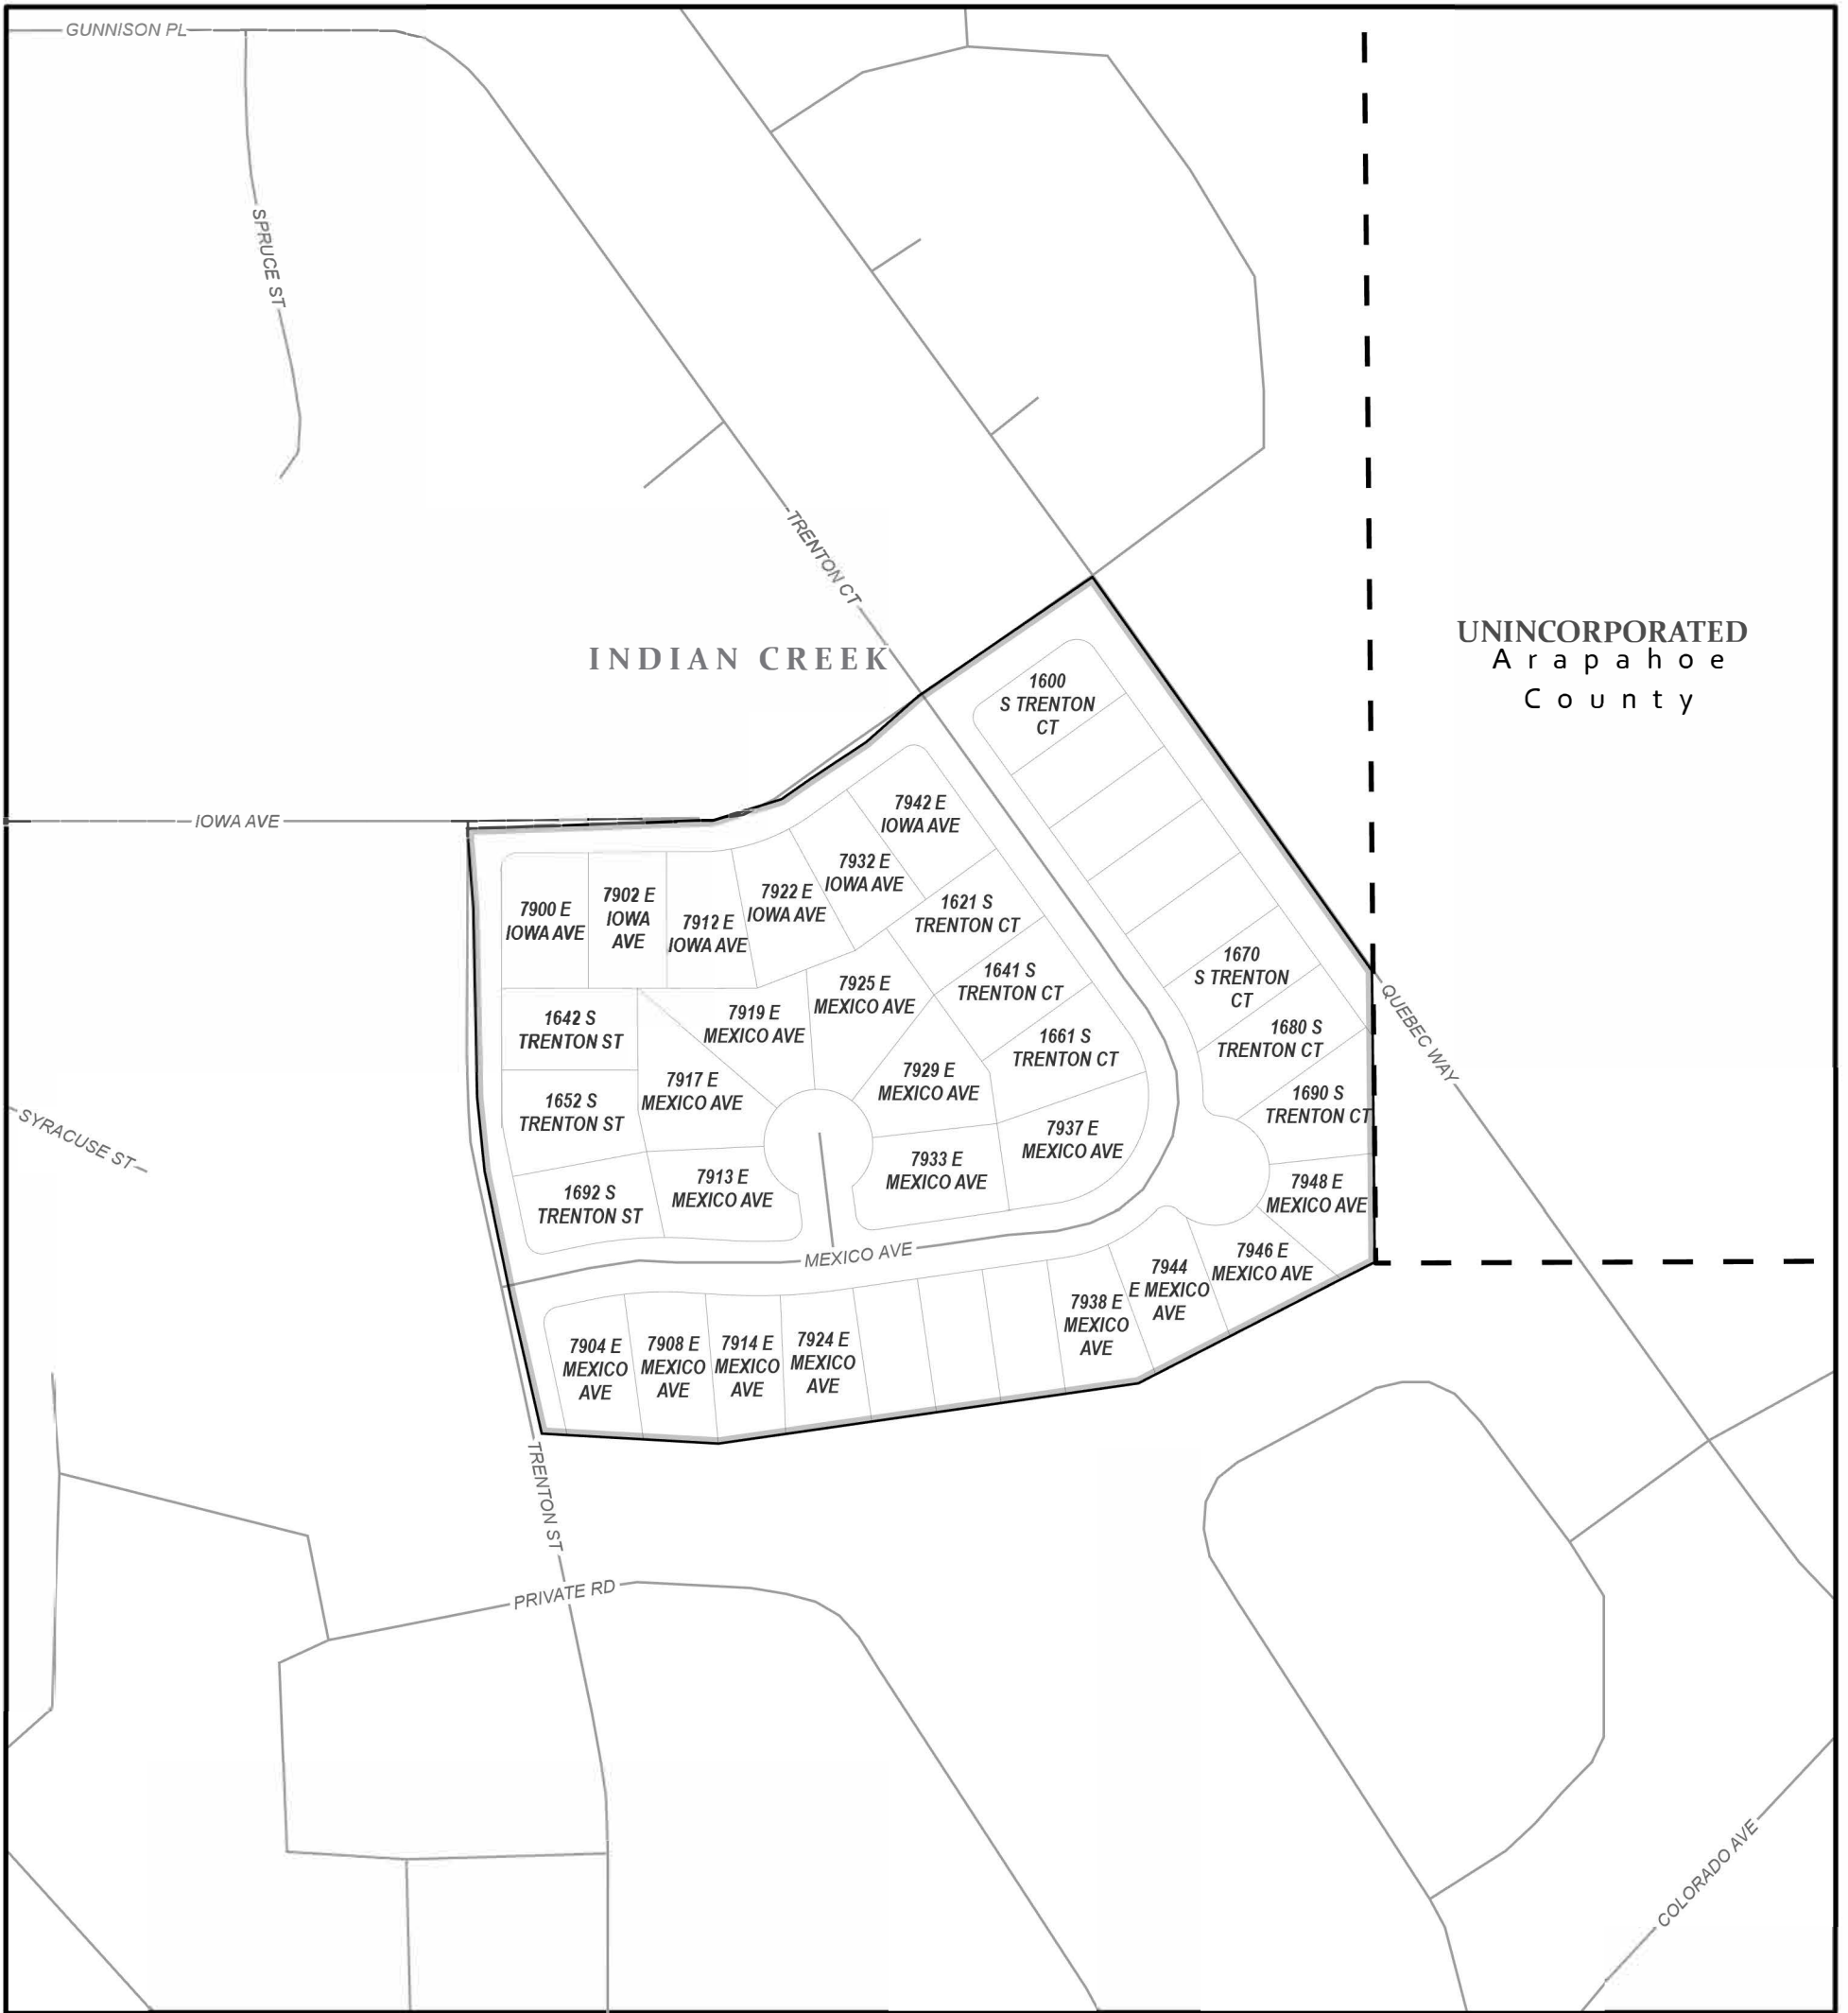 GUNNISON PL
SPRUCE ST
TRENTON CT
INDIAN CREEK
UNINCORPORATED
Arapahoe
County
1600
S TRENTON
CT
IOWA AVE
7942 E
IOWA AVE
7932 E
IOWA AVE
7922 E
IOWA AVE
7912 E
IOWA AVE
7902 E
IOWA
AVE
7900 E
IOWA AVE
1621 S
TRENTON CT
1641 S
TRENTON CT
1661 S
TRENTON CT
1670
S TRENTON
CT
1680 S
TRENTON CT
1690 S
TRENTON CT
QUEBEC WAY
7925 E
MEXICO AVE
7919 E
MEXICO AVE
7917 E
MEXICO AVE
7929 E
MEXICO AVE
1642 S
TRENTON ST
1652 S
TRENTON ST
1692 S
TRENTON ST
7913 E
MEXICO AVE
7933 E
MEXICO AVE
7937 E
MEXICO AVE
7948 E
MEXICO AVE
7946 E
MEXICO AVE
7944
E MEXICO
AVE
7938 E
MEXICO
AVE
SYRACUSE ST
MEXICO AVE
7904 E
MEXICO
AVE
7908 E
MEXICO
AVE
7914 E
MEXICO
AVE
7924 E
MEXICO
AVE
TRENTON ST
PRIVATE RD
COLORADO AVE